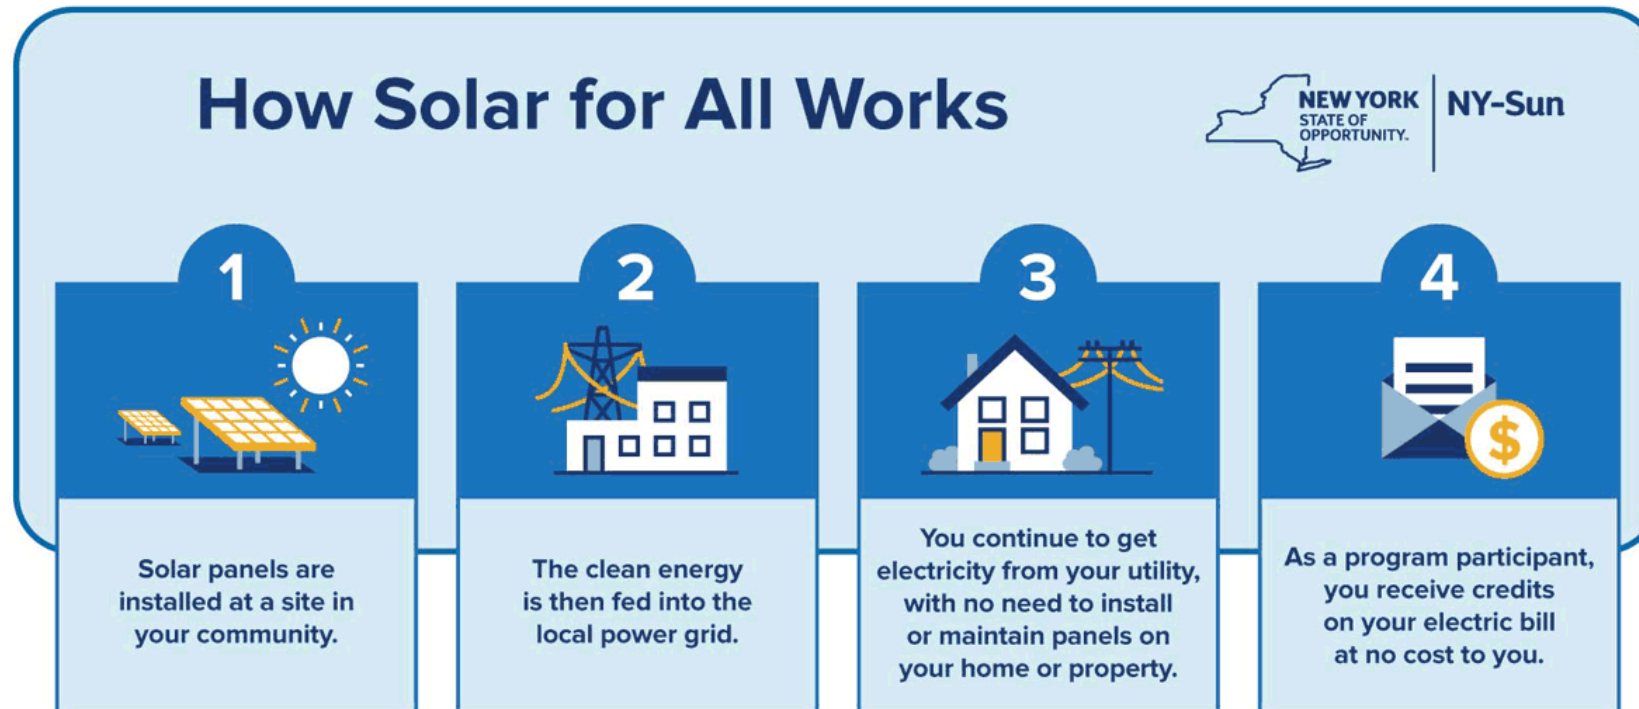 How Solar for All Works
NEW YORK
STATE OF
OPPORTUNITY.
NY-Sun
1
Solar panels are
installed at a site in
your community.
2
The clean energy
is then fed into the
local power grid.
3
You continue to get
electricity from your utility,
with no need to install
or maintain panels on
your home or property.
4
$
As a program participant,
you receive credits
on your electric bill
at no cost to you.